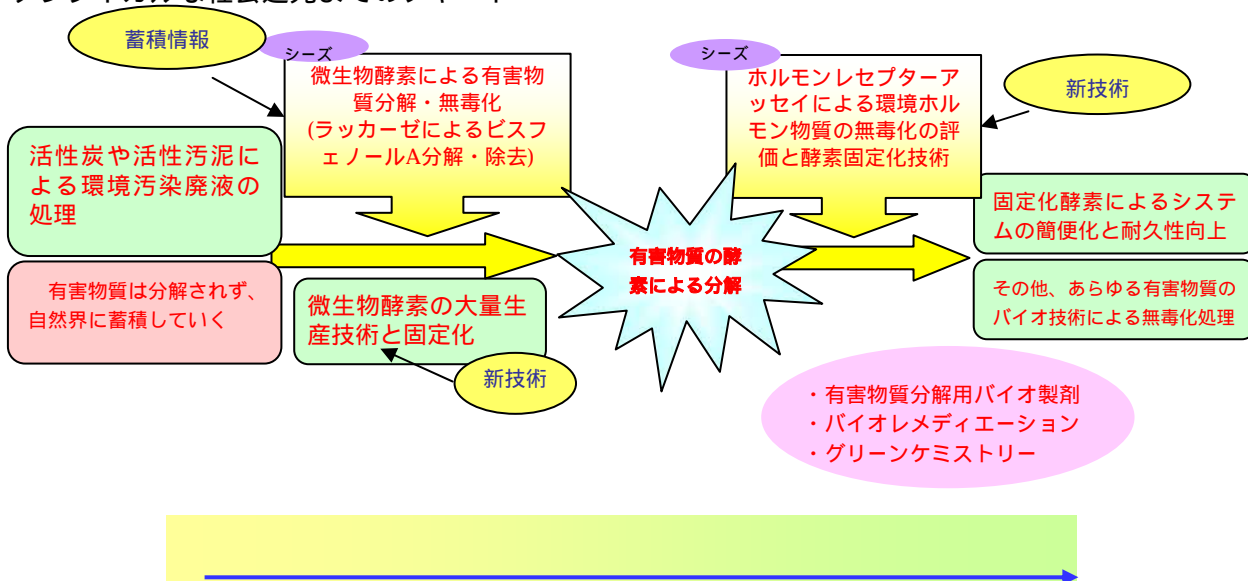 蓄積情報
シーズ
微生物酵素による有害物
質分解・無毒化
(ラッカーゼによるビスフ
ェノールA分解・除去)
シーズ
ホルモンレセプターア
ッセイによる環境ホル
モン物質の無毒化の評
価と酵素固定化技術
新技術
活性炭や活性汚泥に
よる環境汚染廃液の
処理
有害物質は分解されず、
自然界に蓄積していく
微生物酵素の大量生
産技術と固定化
新技術
有害物質の酵
素による分解
固定化酵素によるシステ
ムの簡便化と耐久性向上
その他、あらゆる有害物質の
バイオ技術による無毒化処理
・有害物質分解用バイオ製剤
・バイオレメディエーション
・グリーンケミストリー